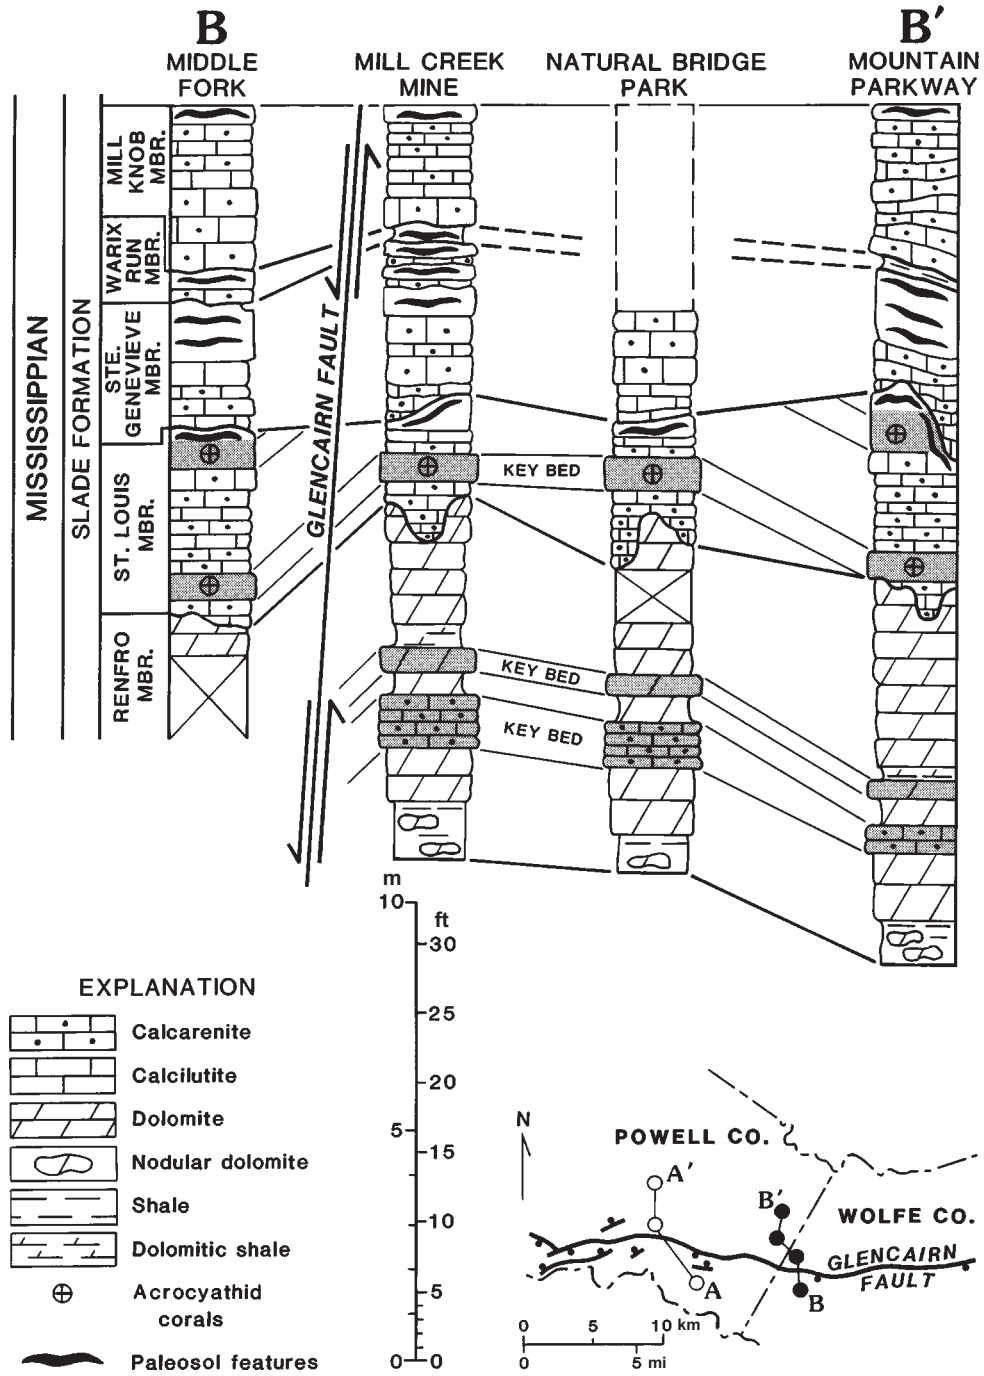 B
MIDDLE
FORK
MILL CREEK
MINE
NATURAL BRIDGE
PARK
B′
MOUNTAIN
PARKWAY
MISSISSIPPIAN
SLADE FORMATION
MILL
KNOB
MBR.
WARIX
RUN
MBR.
STE.
GENEVIEVE
MBR.
ST. LOUIS
MBR.
RENFRO
MBR.
GLENCAIRN FAULT
KEY BED
KEY BED
KEY BED
m
10
ft
30
25
20
5
15
10
5
0
0
EXPLANATION
Calcarenite
Calcilutite
Dolomite
Nodular dolomite
Shale
Dolomitic shale
Acrocyathid
corals
Paleosol features
N
POWELL CO.
A′
B′
WOLFE CO.
GLENCAIRN
FAULT
A
B
0 5 10 km
0 5 mi